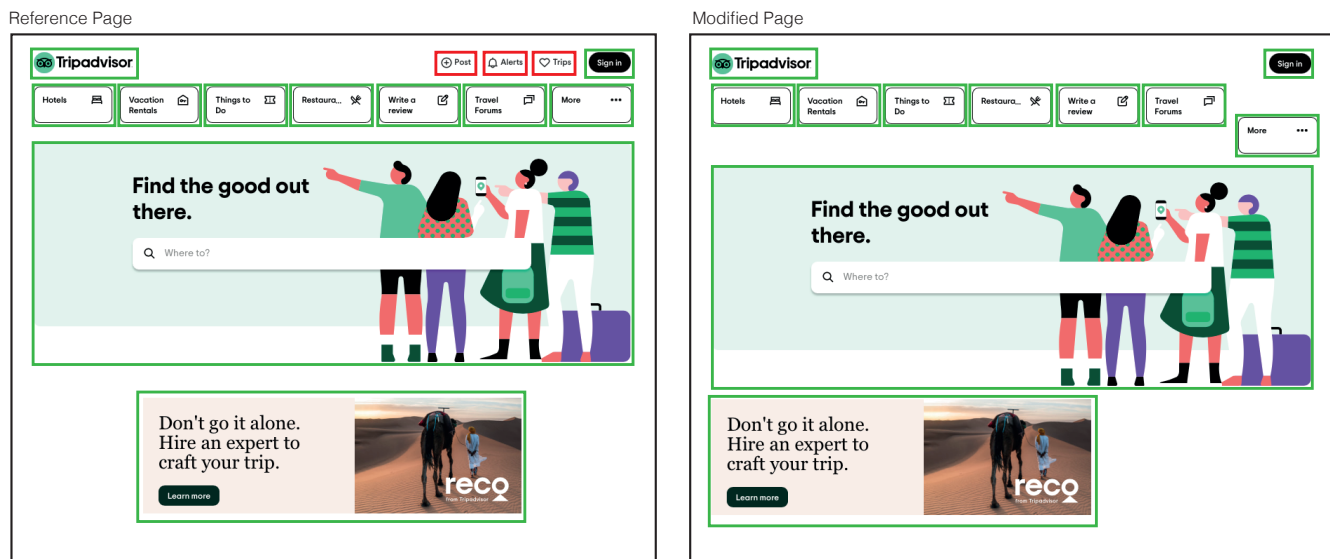 Reference Page
Tripadvisor
Post
Alerts
Trips
Sign in
Hotels
Vacation
Rentals
Things to
Do
Restaura...
Write a
review
Travel
Forums
More
Find the good out
there.
Where to?
Don't go it alone.
Hire an expert to
craft your trip.
Learn more
reco
from Tripadvisor
Modified Page
Tripadvisor
Sign in
Hotels
Vacation
Rentals
Things to
Do
Restaura...
Write a
review
Travel
Forums
More
Find the good out
there.
Where to?
Don't go it alone.
Hire an expert to
craft your trip.
Learn more
reco
from Tripadvisor